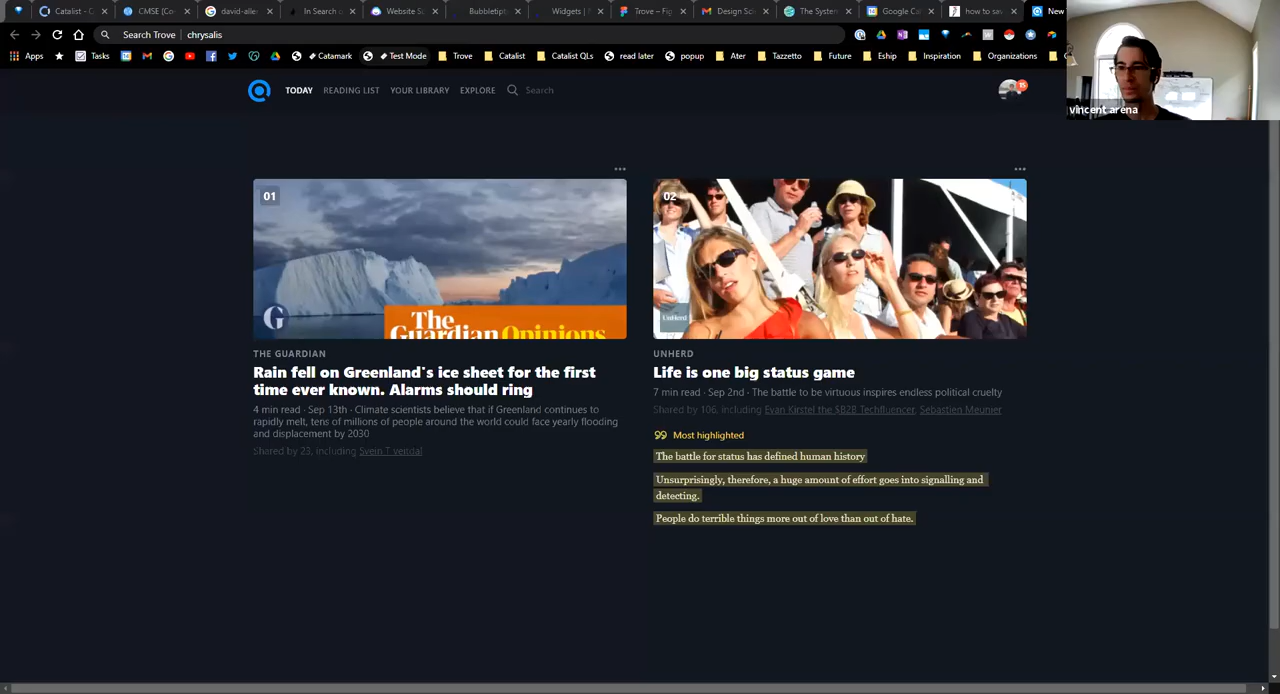 Catalist - C
CMSE [Co-
david-alle
In Search o
Website S
Bubbletip
Widgets |
Trove – Fig
Design Sc
The System
Google Cal
how to sav
New
Search Trove | chrysalis
Apps
Tasks
Catamark
Test Mode
Trove
Catalist
Catalist QLs
read later
popup
Ater
Tazzetto
Future
Eship
Inspiration
Organizations
vincent arena
TODAY
READING LIST
YOUR LIBRARY
EXPLORE
Search
15
01
The
Guardian Opinions
THE GUARDIAN
Rain fell on Greenland's ice sheet for the first
time ever known. Alarms should ring
4 min read · Sep 13th · Climate scientists believe that if Greenland continues to
rapidly melt, tens of millions of people around the world could face yearly flooding
and displacement by 2030
Shared by 23, including Svein T veitdal
02
UnHerd
UNHERD
Life is one big status game
7 min read · Sep 2nd · The battle to be virtuous inspires endless political cruelty
Shared by 106, including Evan Kirstel the $B2B Techfluencer, Sebastien Meunier
Most highlighted
The battle for status has defined human history
Unsurprisingly, therefore, a huge amount of effort goes into signalling and
detecting.
People do terrible things more out of love than out of hate.